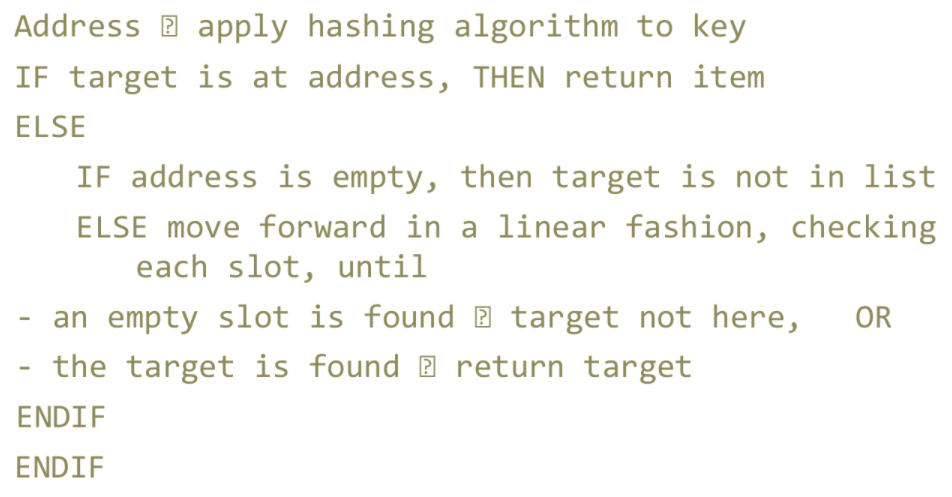 Address ⍰ apply hashing algorithm to key
IF target is at address, THEN return item
ELSE
IF address is empty, then target is not in list
ELSE move forward in a linear fashion, checking
each slot, until
- an empty slot is found ⍰ target not here, OR
- the target is found ⍰ return target
ENDIF
ENDIF